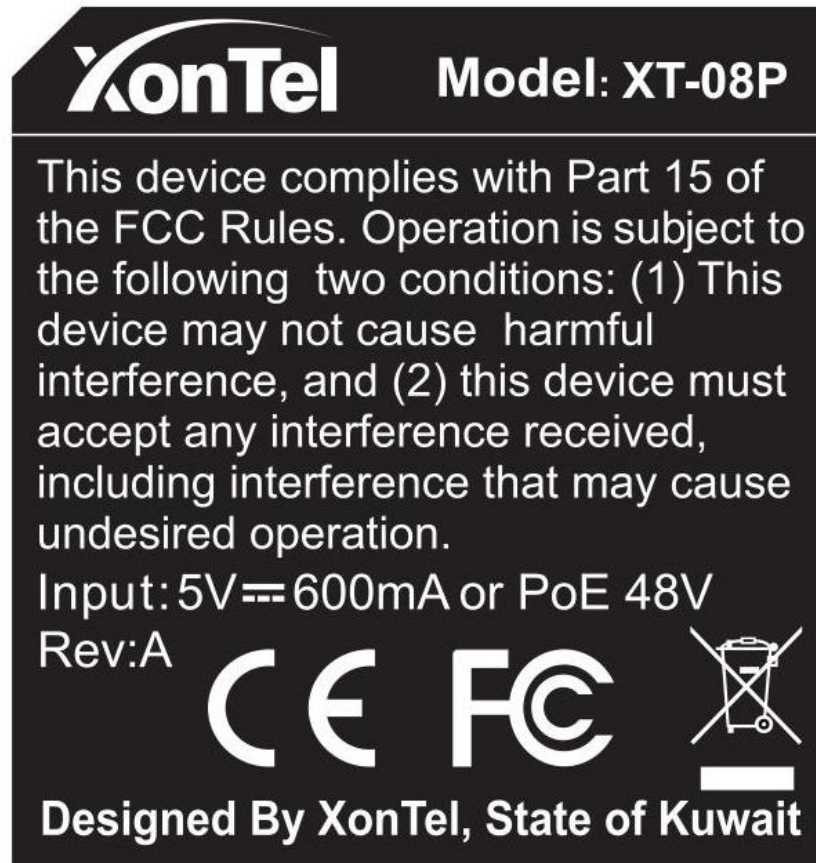 XonTel Model: XT-08P
This device complies with Part 15 of
the FCC Rules. Operation is subject to
the following two conditions: (1) This
device may not cause harmful
interference, and (2) this device must
accept any interference received,
including interference that may cause
undesired operation.
Input: 5V⎓600mA or PoE 48V
Rev:A
CE FC
Designed By XonTel, State of Kuwait